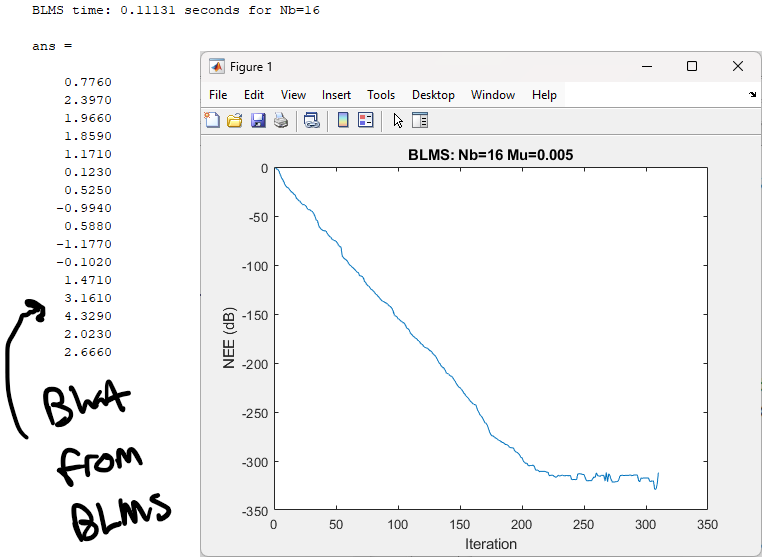 BLMS time: 0.11131 seconds for Nb=16
ans =
0.7760
2.3970
1.9660
1.8590
1.1710
0.1230
0.5250
-0.9940
0.5880
-1.1770
-0.1020
1.4710
3.1610
4.3290
2.0230
2.6660
from
BLMS
Figure 1
File Edit View Insert Tools Desktop Window Help
BLMS: Nb=16 Mu=0.005
0
-50
-100
-150
-200
-250
-300
-350
NEE (dB)
0 50 100 150 200 250 300 350
Iteration